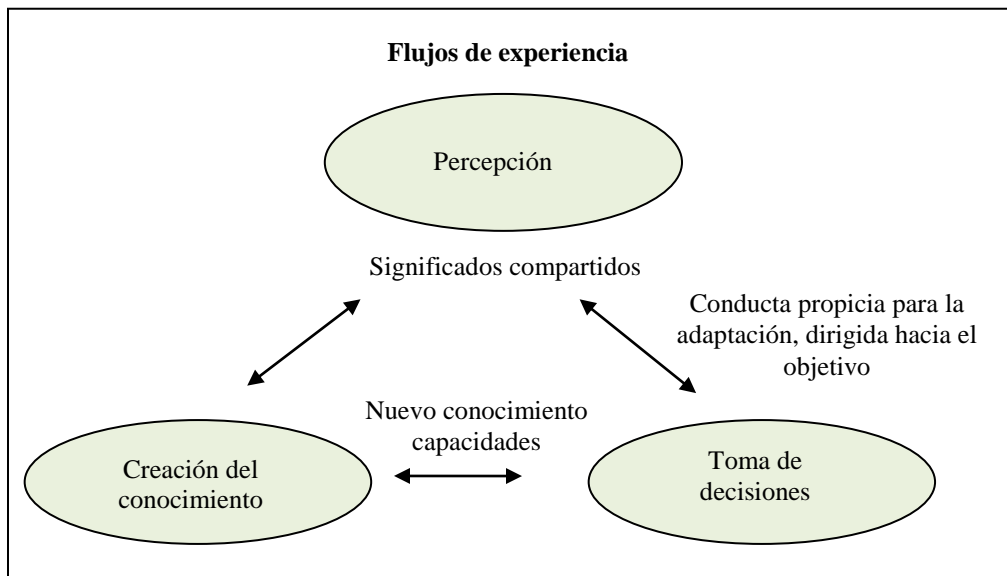 Flujos de experiencia
Percepción
Significados compartidos
Conducta propicia para la
adaptación, dirigida hacia el
objetivo
Nuevo conocimiento
capacidades
Creación del
conocimiento
Toma de
decisiones